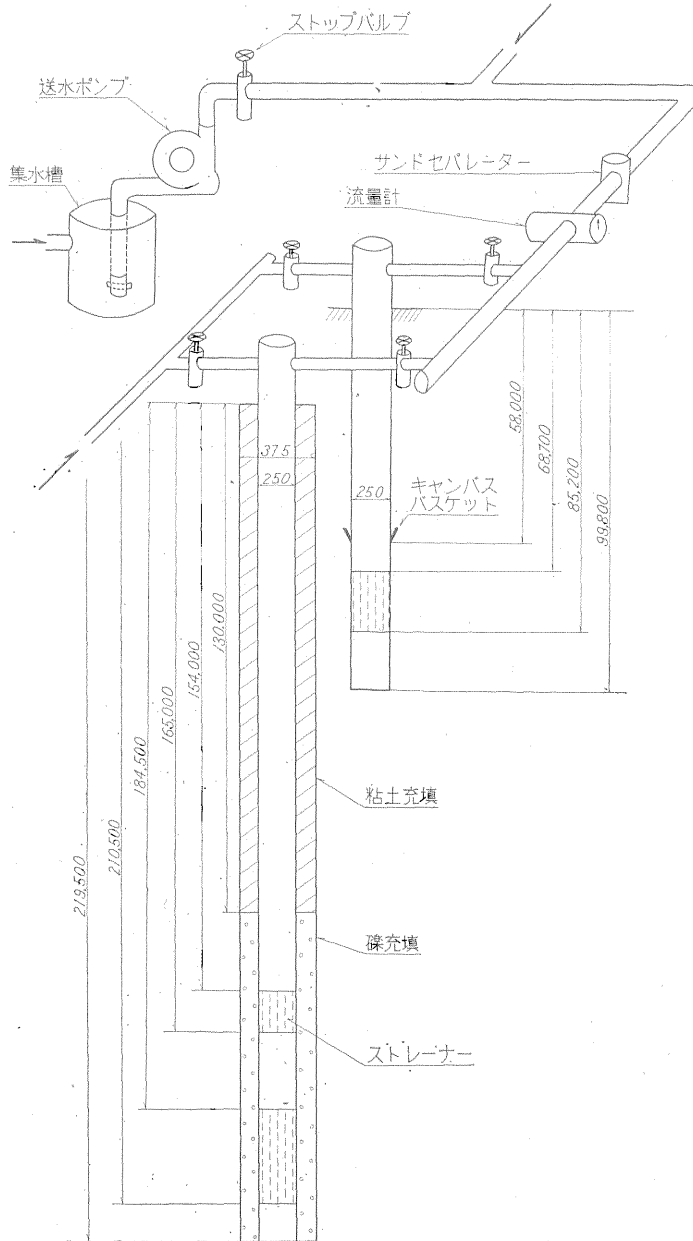 ストップバルブ
送水ポンプ
集水槽
サンドセパレーター
流量計
375
250
250
キャンバス
バスケット
58,000
68,700
85,200
99,800
130,000
154,000
165,000
184,500
210,500
219,500
粘土充填
礫充填
ストレーナー